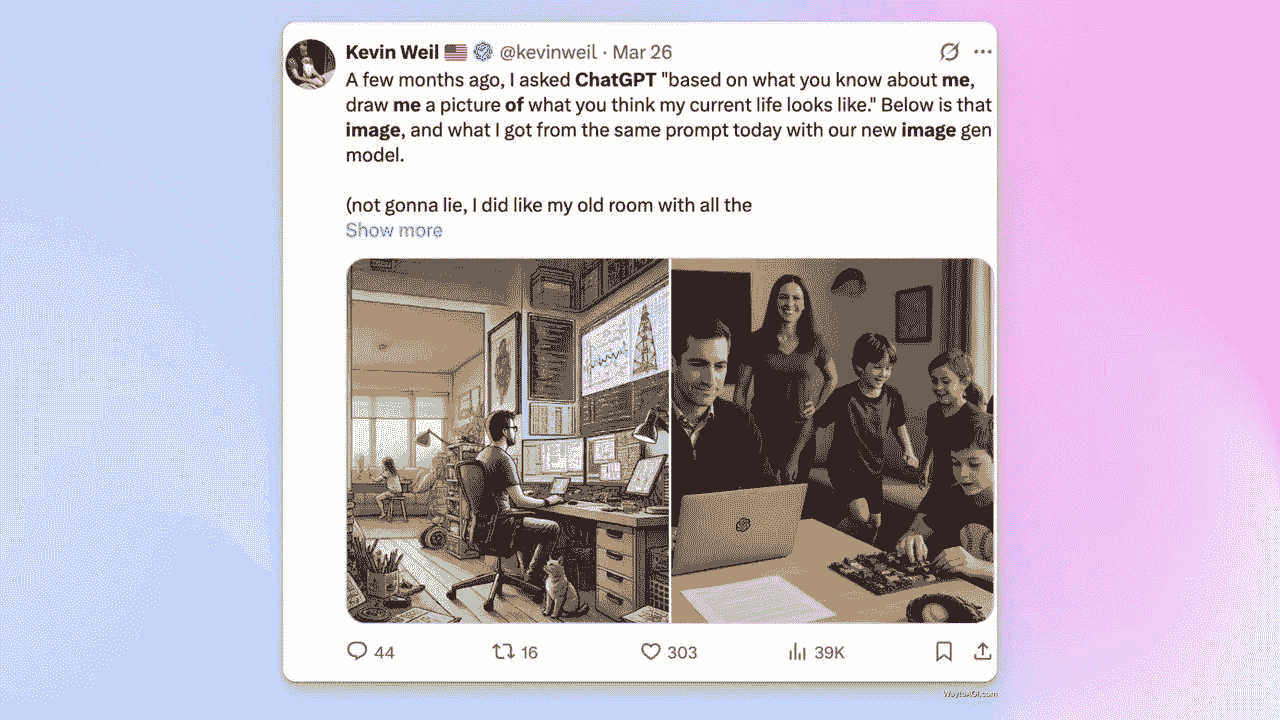 Kevin Weil 🇺🇸 @kevinweil · Mar 26
A few months ago, I asked ChatGPT "based on what you know about me,
draw me a picture of what you think my current life looks like." Below is that
image, and what I got from the same prompt today with our new image gen
model.
(not gonna lie, I did like my old room with all the
Show more
44 16 303 39K
WaytoAGI.com